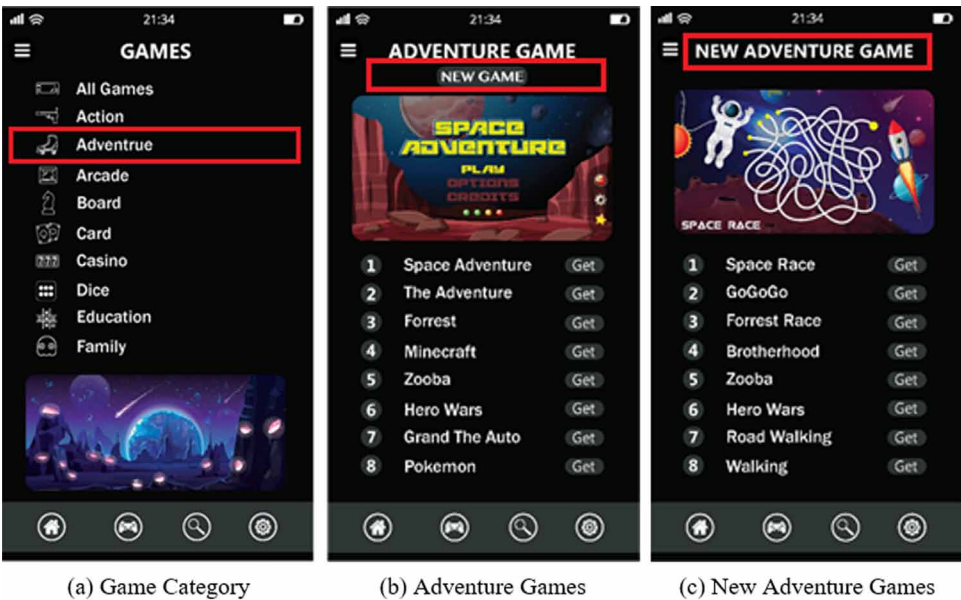 21:34
GAMES
All Games
Action
Adventrue
Arcade
Board
Card
777 Casino
Dice
Education
Family
(a) Game Category
21:34
ADVENTURE GAME
NEW GAME
SPACE
ADVENTURE
PLAY
OPTIONS
CREDITS
1 Space Adventure Get
2 The Adventure Get
3 Forrest Get
4 Minecraft Get
5 Zooba Get
6 Hero Wars Get
7 Grand The Auto Get
8 Pokemon Get
(b) Adventure Games
21:34
NEW ADVENTURE GAME
SPACE RACE
1 Space Race Get
2 GoGoGo Get
3 Forrest Race Get
4 Brotherhood Get
5 Zooba Get
6 Hero Wars Get
7 Road Walking Get
8 Walking Get
(c) New Adventure Games